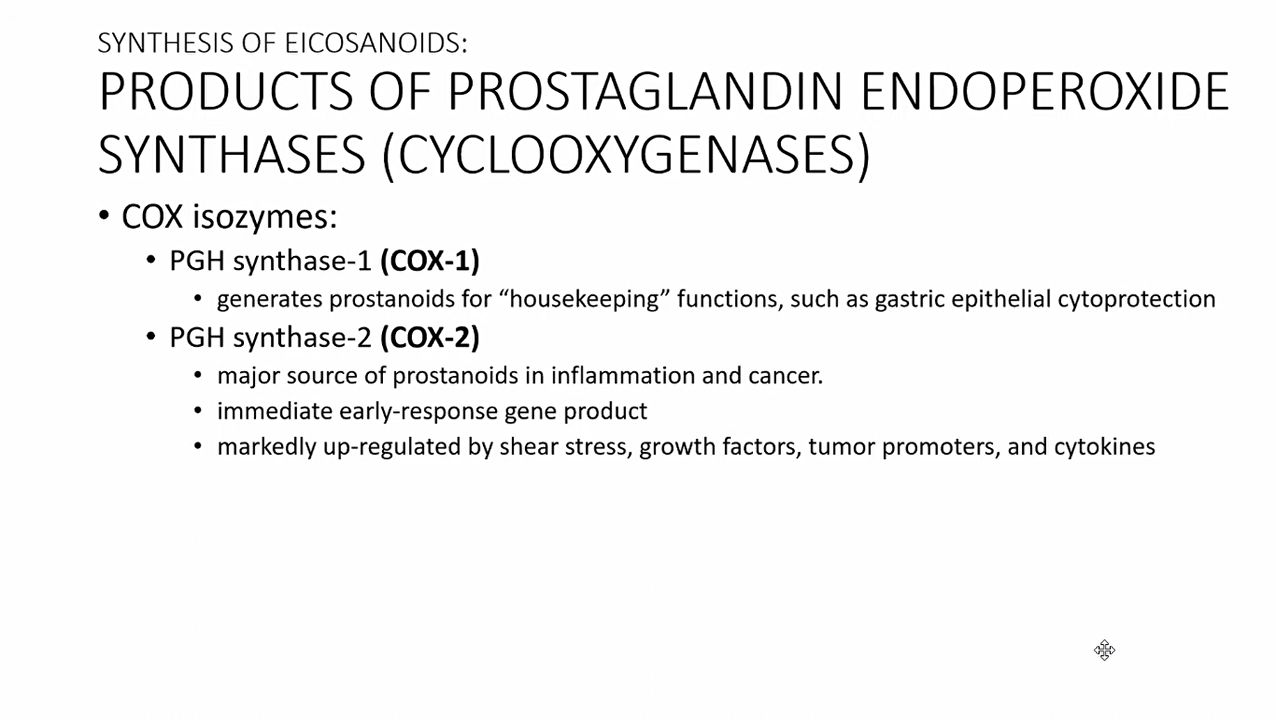 SYNTHESIS OF EICOSANOIDS:
PRODUCTS OF PROSTAGLANDIN ENDOPEROXIDE
SYNTHASES (CYCLOOXYGENASES)
• COX isozymes:
• PGH synthase-1 (COX-1)
• generates prostanoids for “housekeeping” functions, such as gastric epithelial cytoprotection
• PGH synthase-2 (COX-2)
• major source of prostanoids in inflammation and cancer.
• immediate early-response gene product
• markedly up-regulated by shear stress, growth factors, tumor promoters, and cytokines